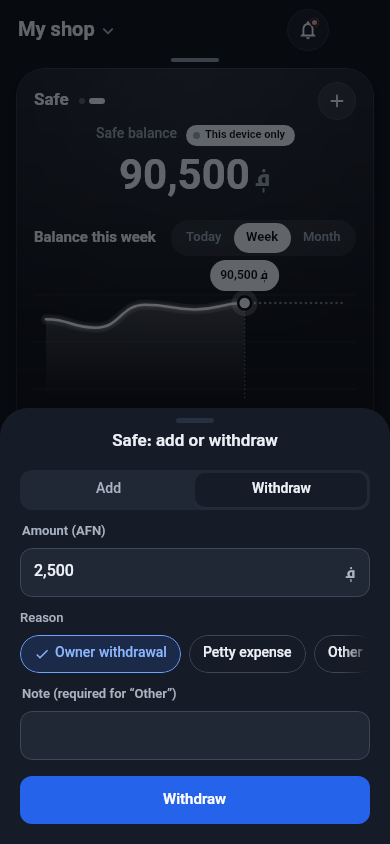 My shop
Safe
Safe balance This device only
90,500 ؋
Balance this week Today Week Month
90,500 ؋
Safe: add or withdraw
Add Withdraw
Amount (AFN)
2,500 ؋
Reason
Owner withdrawal Petty expense Other
Note (required for “Other”)
Withdraw